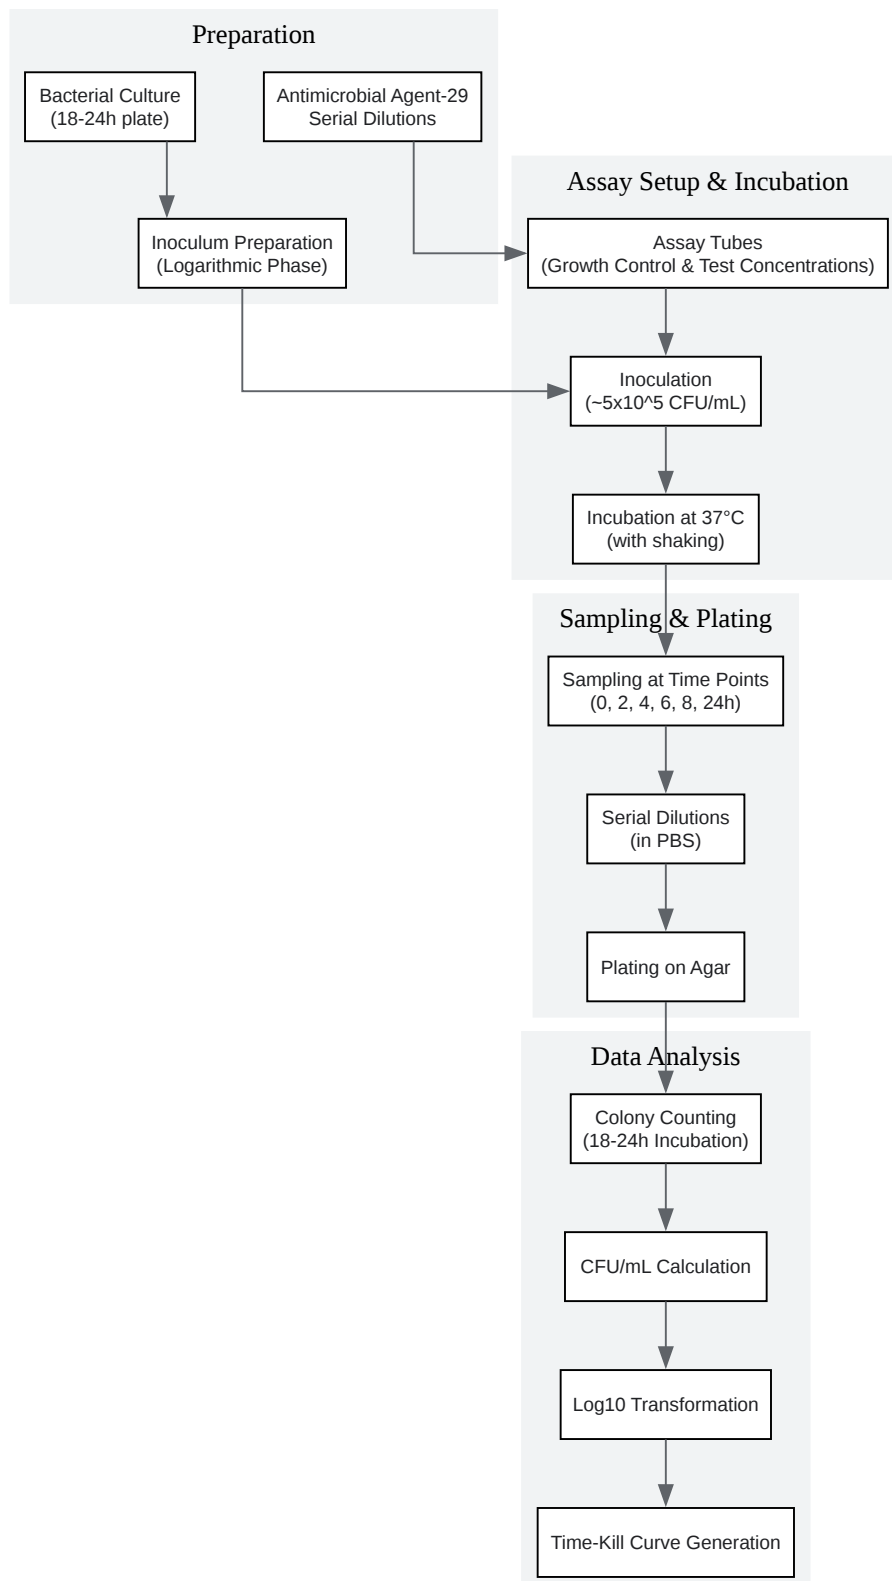 Preparation
Bacterial Culture
(18-24h plate)
Antimicrobial Agent-29
Serial Dilutions
Inoculum Preparation
(Logarithmic Phase)
Assay Setup & Incubation
Assay Tubes
(Growth Control & Test Concentrations)
Inoculation
(~5x10^5 CFU/mL)
Incubation at 37°C
(with shaking)
Sampling & Plating
Sampling at Time Points
(0, 2, 4, 6, 8, 24h)
Serial Dilutions
(in PBS)
Plating on Agar
Data Analysis
Colony Counting
(18-24h Incubation)
CFU/mL Calculation
Log10 Transformation
Time-Kill Curve Generation